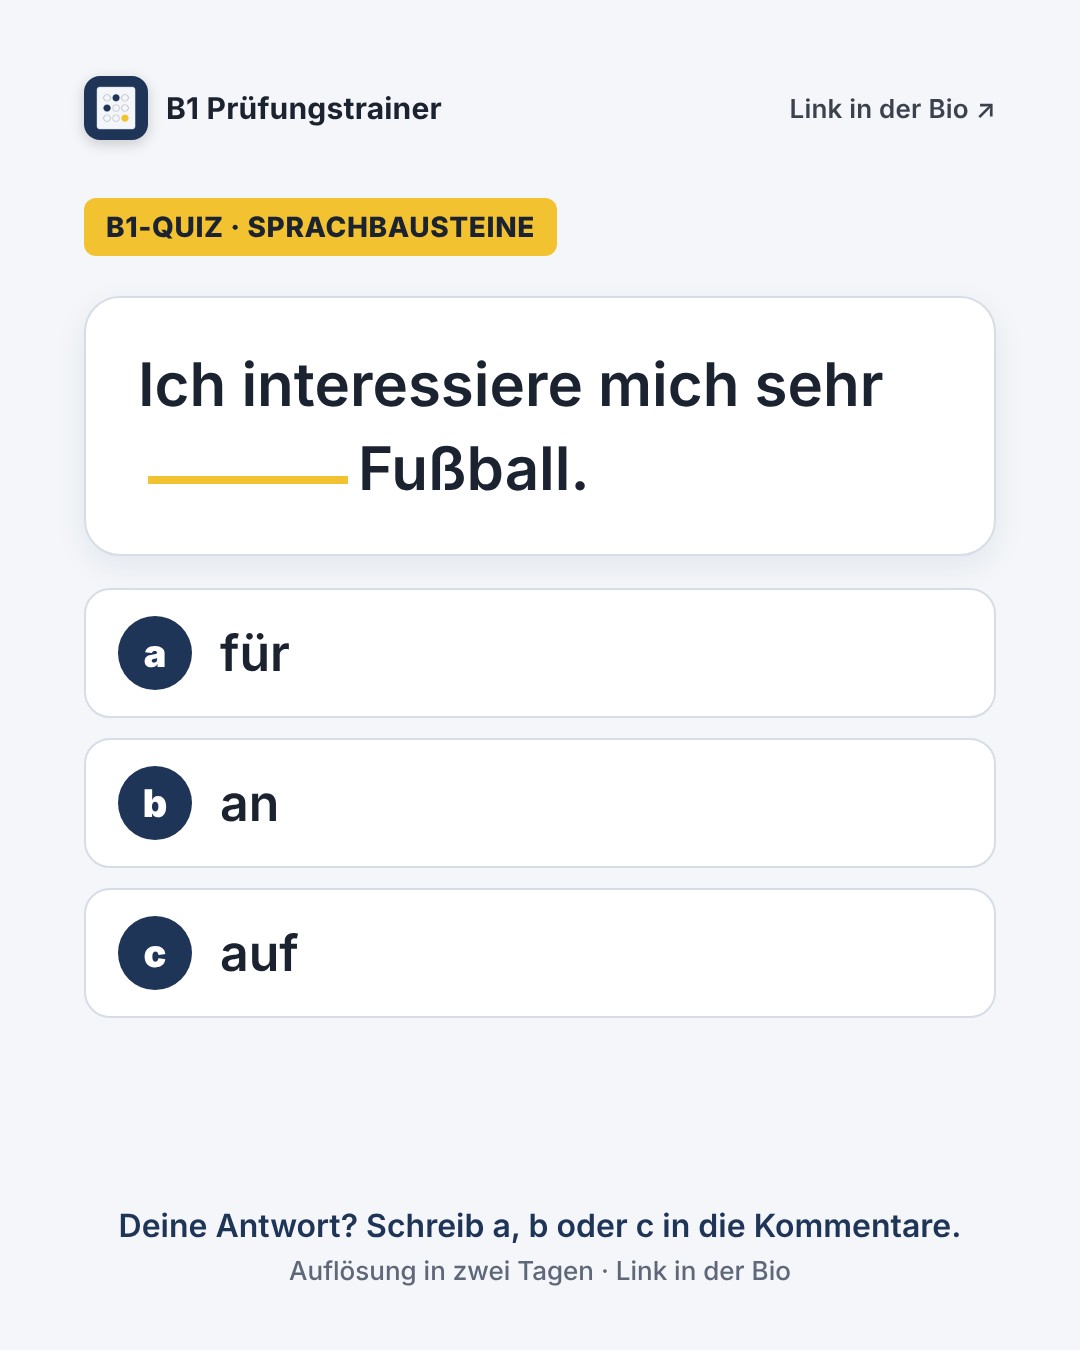 B1 Prüfungstrainer
Link in der Bio ↗
B1-QUIZ · SPRACHBAUSTEINE
Ich interessiere mich sehr
Fußball.
a für
b an
c auf
Deine Antwort? Schreib a, b oder c in die Kommentare.
Auflösung in zwei Tagen · Link in der Bio